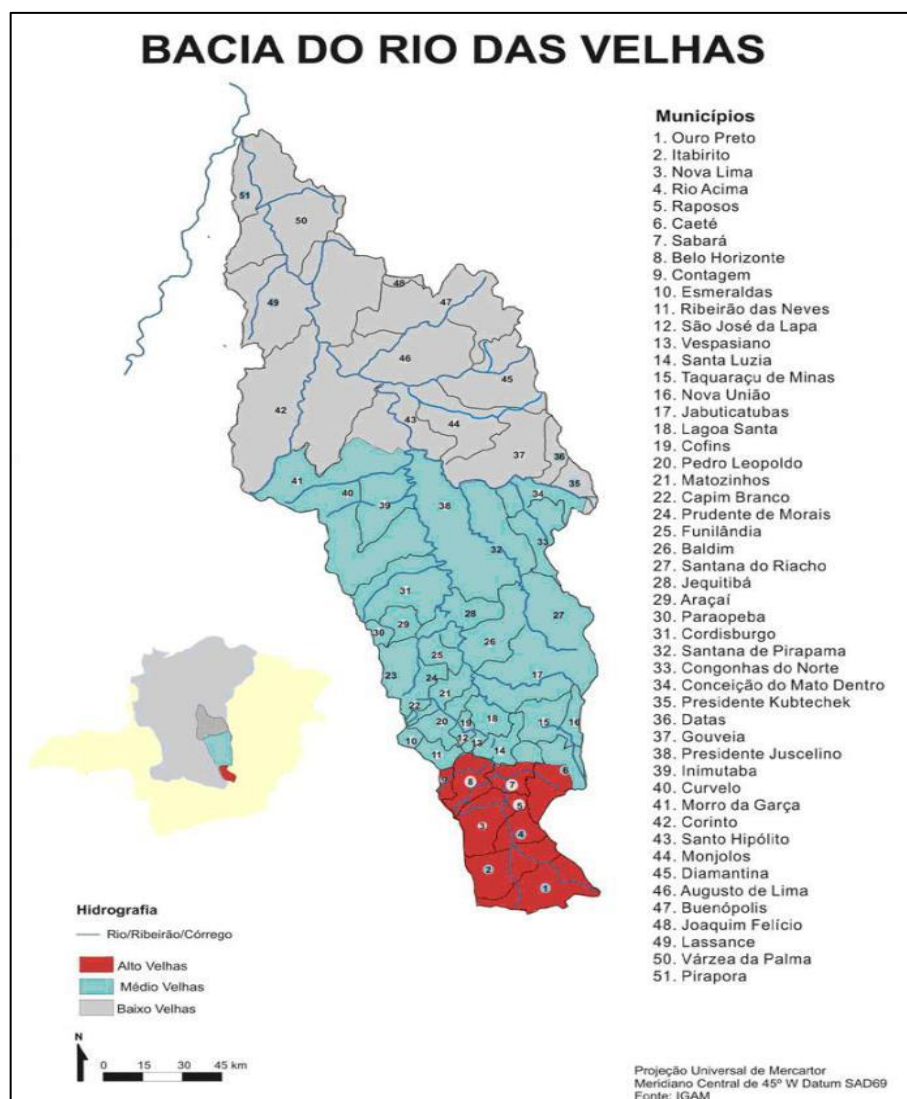 BACIA DO RIO DAS VELHAS
Municípios
1. Ouro Preto
2. Itabirito
3. Nova Lima
4. Rio Acima
5. Raposos
6. Caeté
7. Sabará
8. Belo Horizonte
9. Contagem
10. Esmeraldas
11. Ribeirão das Neves
12. São José da Lapa
13. Vespasiano
14. Santa Luzia
15. Taquaraçu de Minas
16. Nova União
17. Jabuticatubas
18. Lagoa Santa
19. Cofins
20. Pedro Leopoldo
21. Matozinhos
22. Capim Branco
24. Prudente de Morais
25. Funilândia
26. Baldim
27. Santana do Riacho
28. Jequitibá
29. Araçaí
30. Paraopeba
31. Cordisburgo
32. Santana de Pirapama
33. Congonhas do Norte
34. Conceição do Mato Dentro
35. Presidente Kubtechek
36. Datas
37. Gouveia
38. Presidente Juscelino
39. Inimutaba
40. Curvelo
41. Morro da Garça
42. Corinto
43. Santo Hipólito
44. Monjolos
45. Diamantina
46. Augusto de Lima
47. Buenópolis
48. Joaquim Felício
49. Lassance
50. Várzea da Palma
51. Pirapora
51
50
48
47
49
46
45
42
43
44
37
36
35
41
40
39
38
34
32
33
31
28
27
30
29
26
25
23
24
17
21
22
20
19
18
15
16
10
12
13
14
11
6
9
8
7
5
3
4
2
1
Hidrografia
Rio/Ribeirão/Córrego
Alto Velhas
Médio Velhas
Baixo Velhas
N
0 15 30 45 km
Projeção Universal de Mercartor
Meridiano Central de 45º W Datum SAD69
Fonte: IGAM